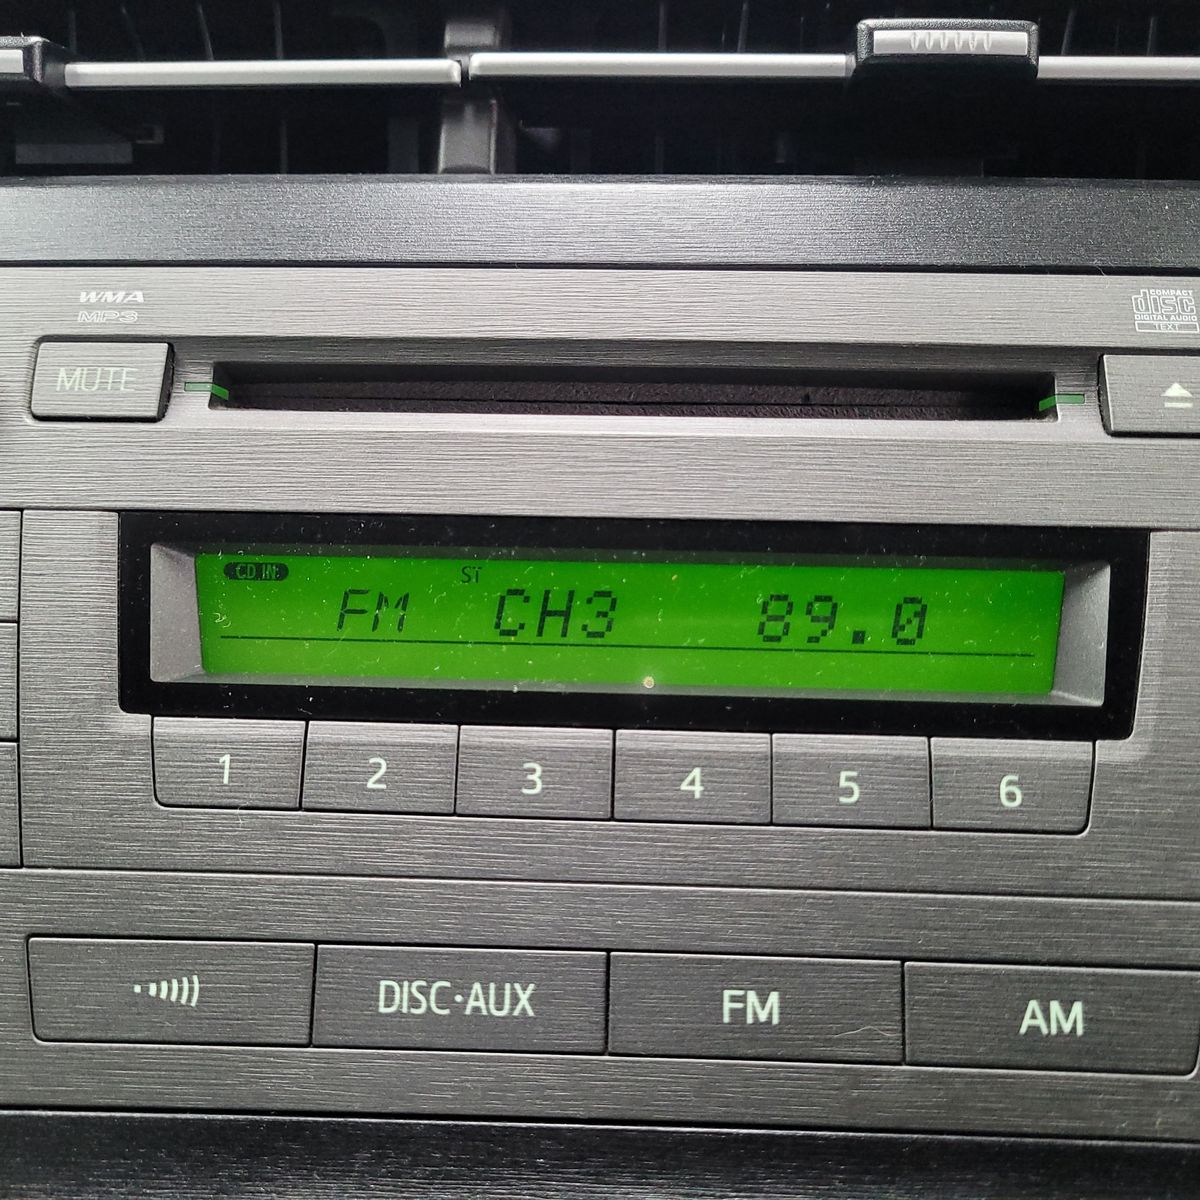 WMA
MP3
COMPACT
disc
DIGITAL AUDIO
TEXT
MUTE
CD IN
ST
FM CH3 89.0
1 2 3 4 5 6
DISC·AUX FM AM